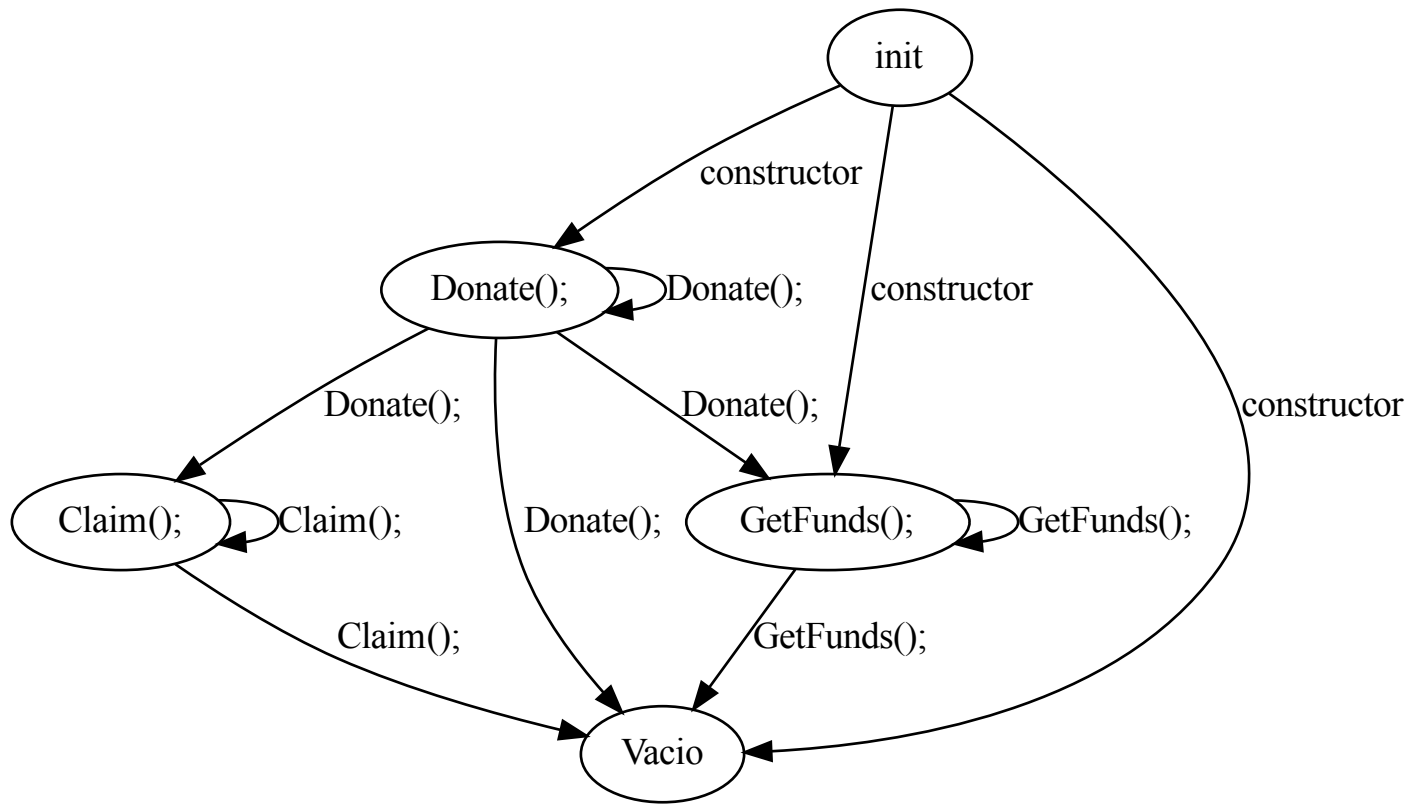 init
constructor
Donate();
Donate();
constructor
Donate();
Donate();
constructor
Claim();
Claim();
Donate();
GetFunds();
GetFunds();
Claim();
GetFunds();
Vacio